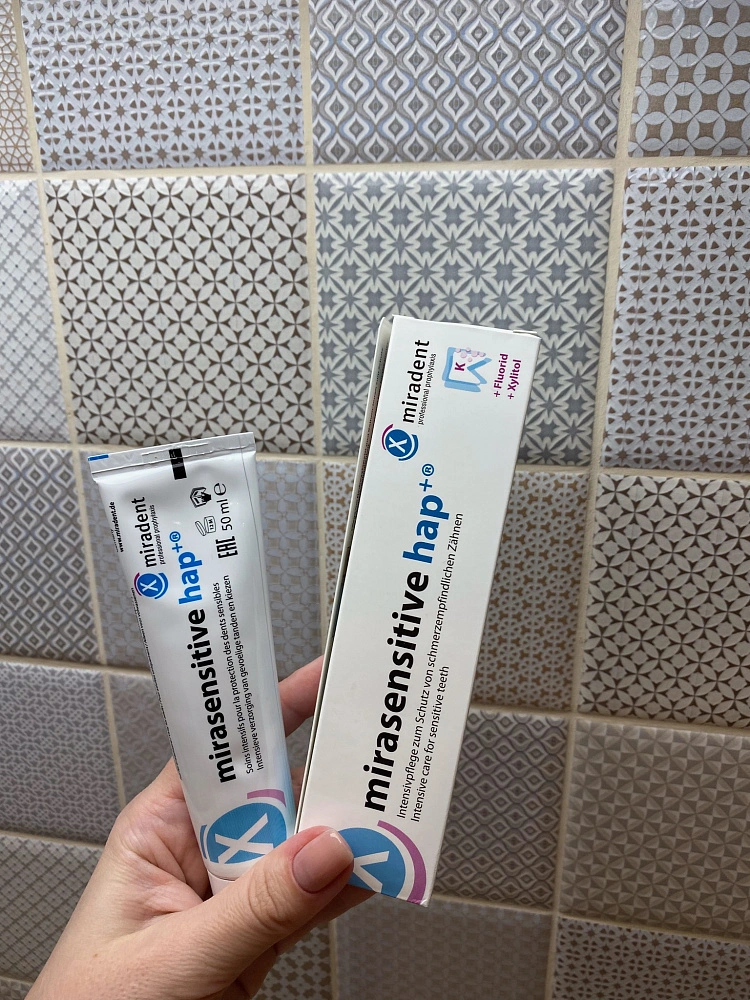 www.miradent.de
miradent
professional prophylaxis
mirasensitive hap+®
Soins intensifs pour la protection des dents sensibles
Intensieve verzorging van gevoelige tanden en kiezen
12 M
EAC 50 ml e
miradent
professional prophylaxis
K
+ Fluorid
+ Xylitol
mirasensitive hap+®
Intensivpflege zum Schutz von schmerzempfindlichen Zähnen
Intensive care for sensitive teeth